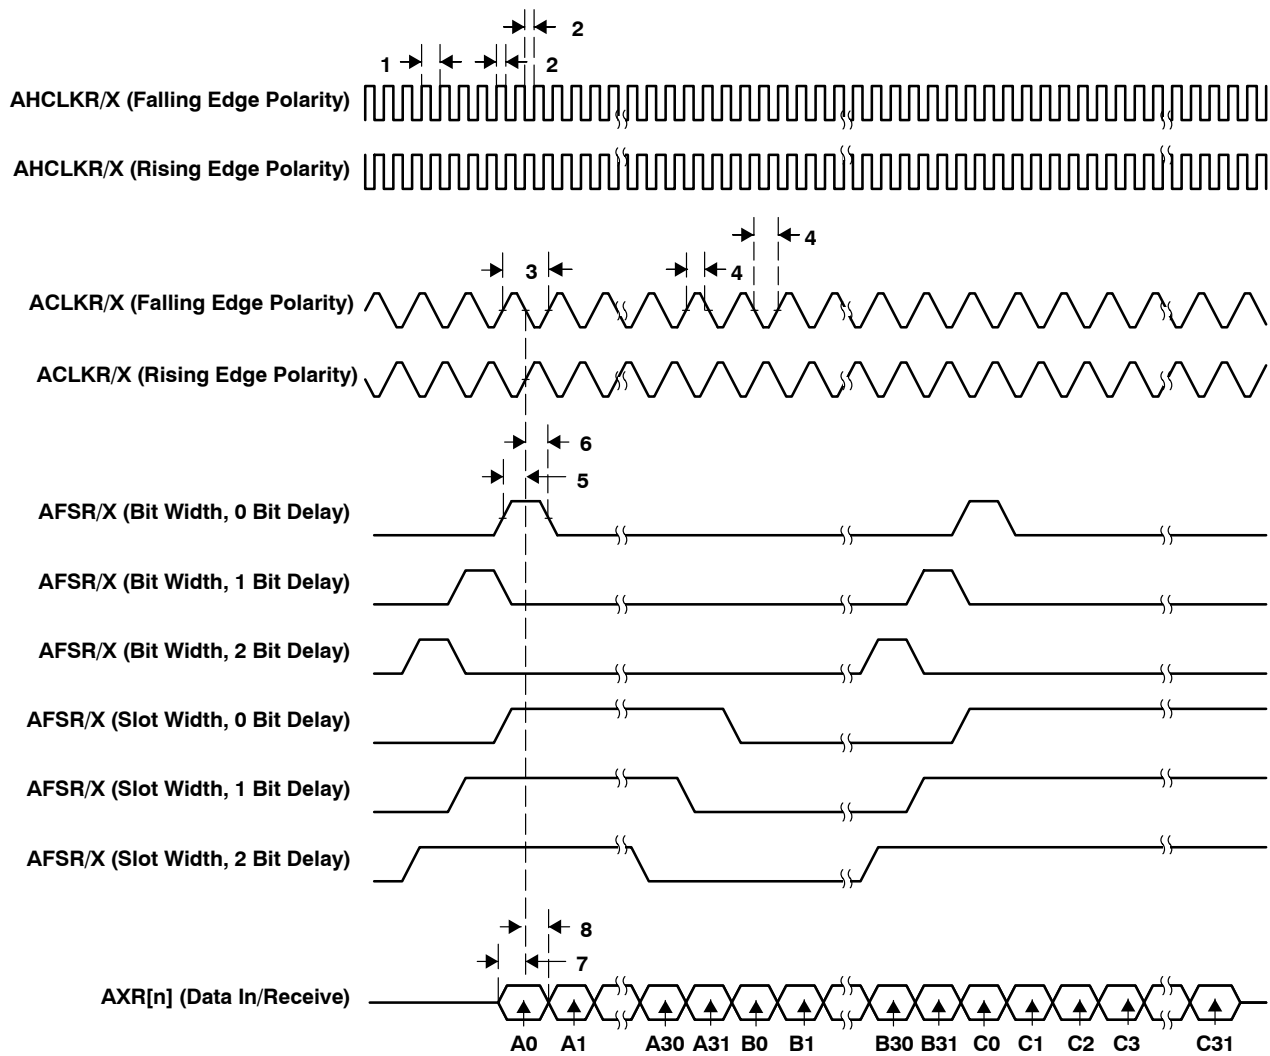 2
1 2
AHCLKR/X (Falling Edge Polarity)
AHCLKR/X (Rising Edge Polarity)
4
3 4
ACLKR/X (Falling Edge Polarity)
ACLKR/X (Rising Edge Polarity)
6
5
AFSR/X (Bit Width, 0 Bit Delay)
AFSR/X (Bit Width, 1 Bit Delay)
AFSR/X (Bit Width, 2 Bit Delay)
AFSR/X (Slot Width, 0 Bit Delay)
AFSR/X (Slot Width, 1 Bit Delay)
AFSR/X (Slot Width, 2 Bit Delay)
8
7
AXR[n] (Data In/Receive)
A0 A1 A30 A31 B0 B1 B30 B31 C0 C1 C2 C3 C31